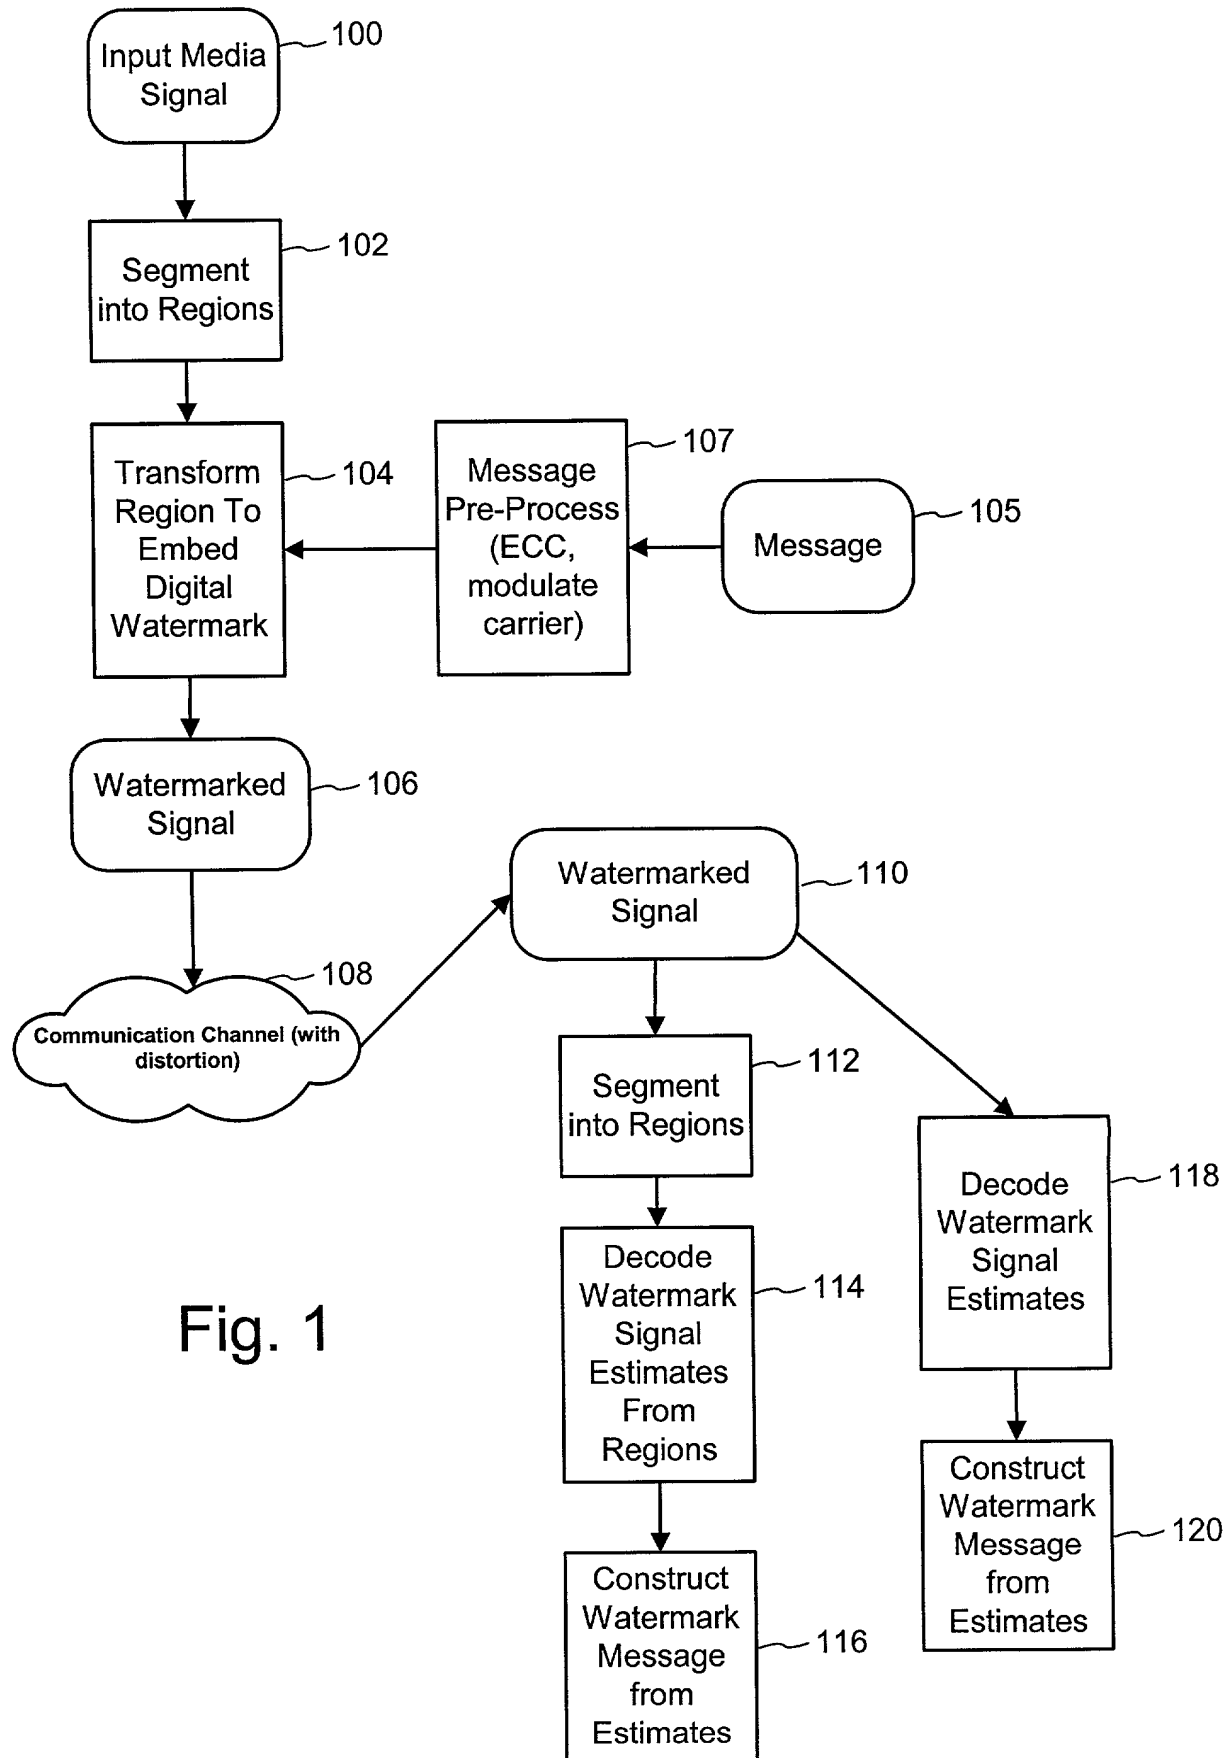 Input Media
Signal
100
Segment
into Regions
102
Transform
Region To
Embed
Digital
Watermark
104
Message
Pre-Process
(ECC,
modulate
carrier)
107
Message
105
Watermarked
Signal
106
Communication Channel (with
distortion)
108
Watermarked
Signal
110
Segment
into Regions
112
Decode
Watermark
Signal
Estimates
From
Regions
114
Construct
Watermark
Message
from
Estimates
116
Decode
Watermark
Signal
Estimates
118
Construct
Watermark
Message
from
Estimates
120
Fig. 1